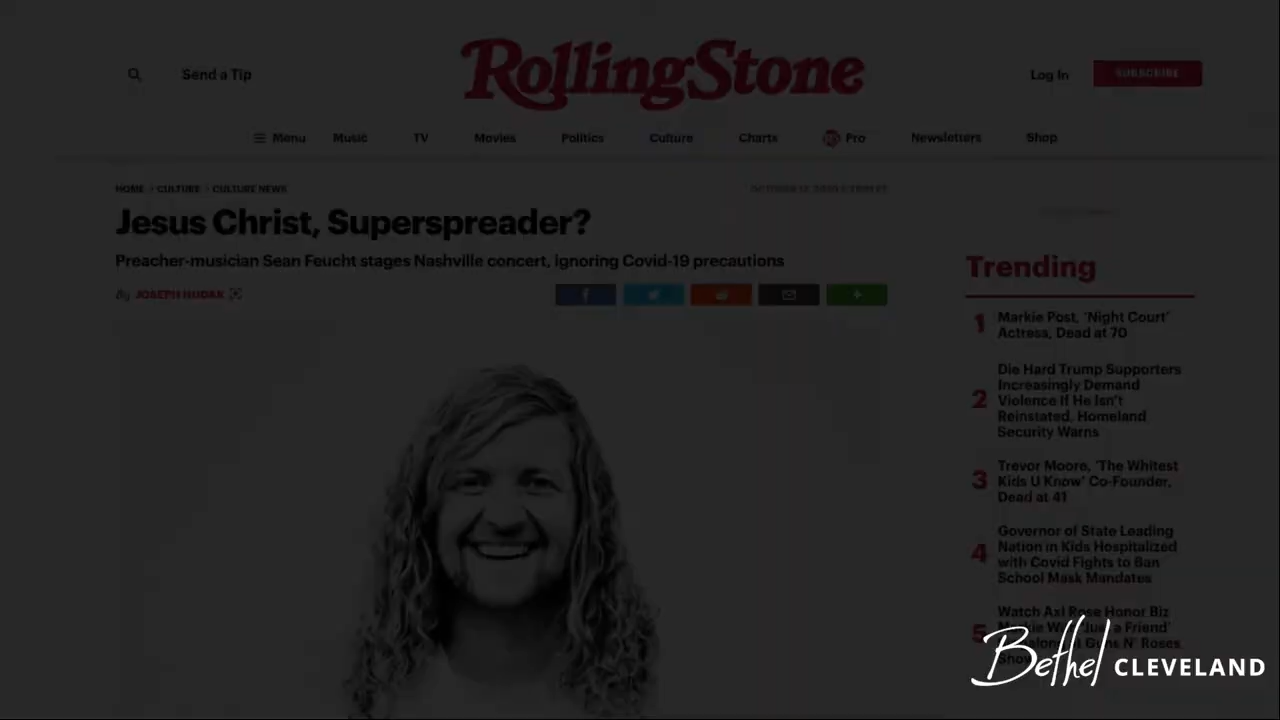 RollingStone
Send a Tip
Log In
SUBSCRIBE
Menu Music TV Movies Politics Culture Charts Pro Newsletters Shop
HOME > CULTURE > CULTURE NEWS
Jesus Christ, Superspreader?
Preacher-musician Sean Feucht stages Nashville concert, ignoring Covid-19 precautions
By JOSEPH HUDAK
Trending
1 Markie Post, 'Night Court'
Actress, Dead at 70
2 Die Hard Trump Supporters
Increasingly Demand
Violence If He Isn't
Reinstated, Homeland
Security Warns
3 Trevor Moore, 'The Whitest
Kids U Know' Co-Founder,
Dead at 41
4 Governor of State Leading
Nation in Kids Hospitalized
with Covid Fights to Ban
School Mask Mandates
5 Watch Axl Rose Honor Biz
a Friend'
N' Roses
Bethel CLEVELAND